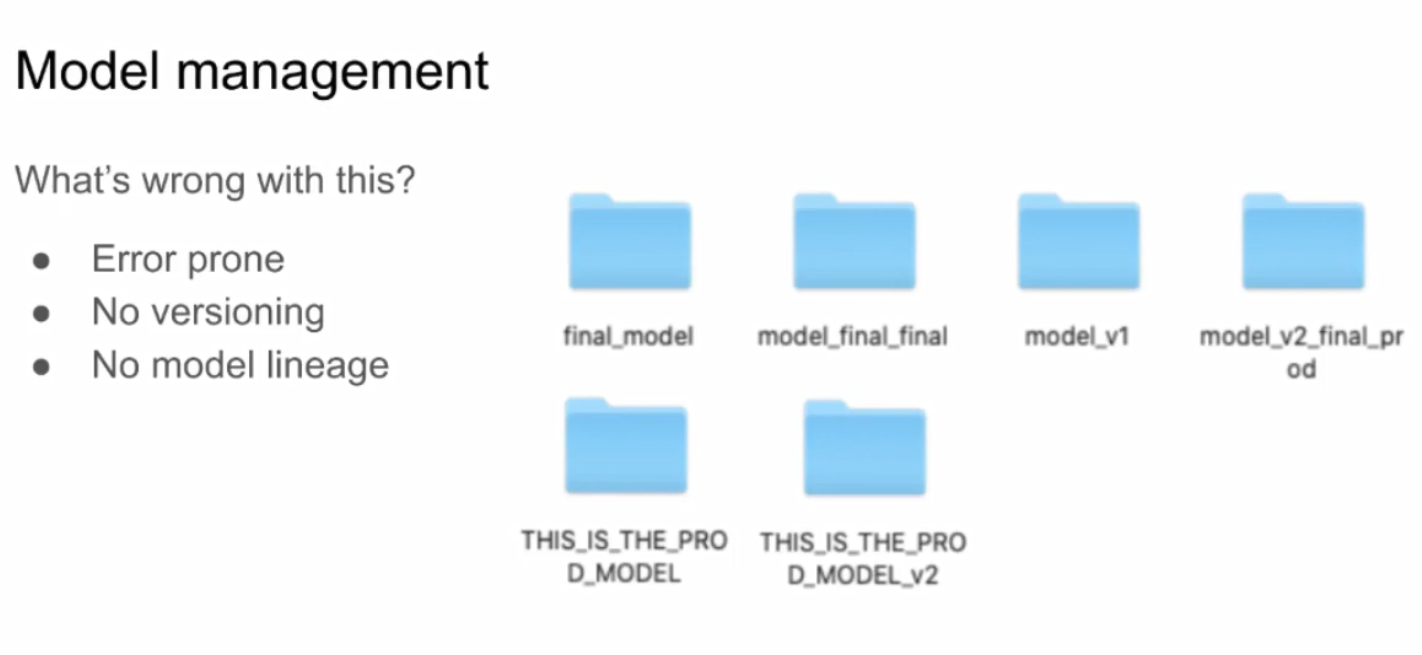 Model management
What's wrong with this?
● Error prone
● No versioning
● No model lineage
final_model
model_final_final
model_v1
model_v2_final_pr
od
THIS_IS_THE_PRO
D_MODEL
THIS_IS_THE_PRO
D_MODEL_v2